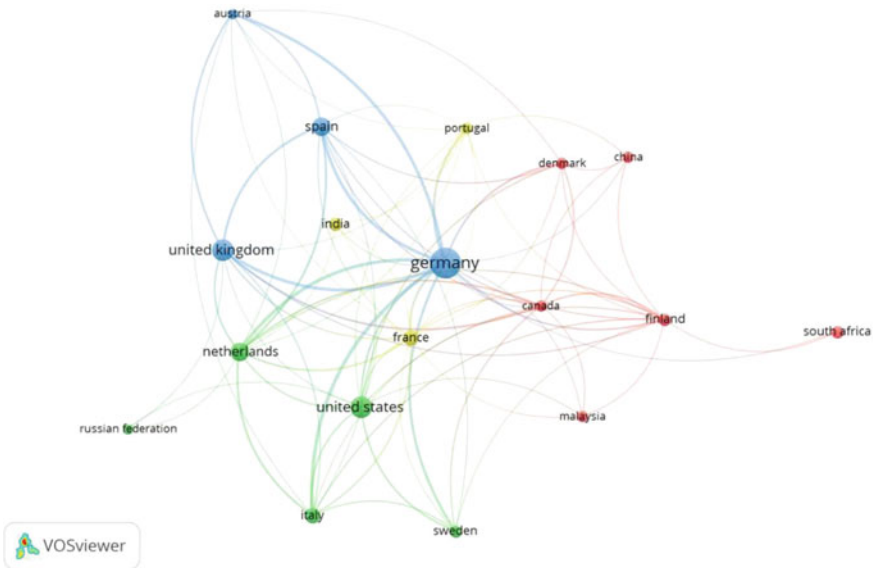 austria
spain
portugal
denmark
china
india
united kingdom
germany
canada
finland
south africa
france
netherlands
united states
malaysia
russian federation
italy
sweden
VOSviewer